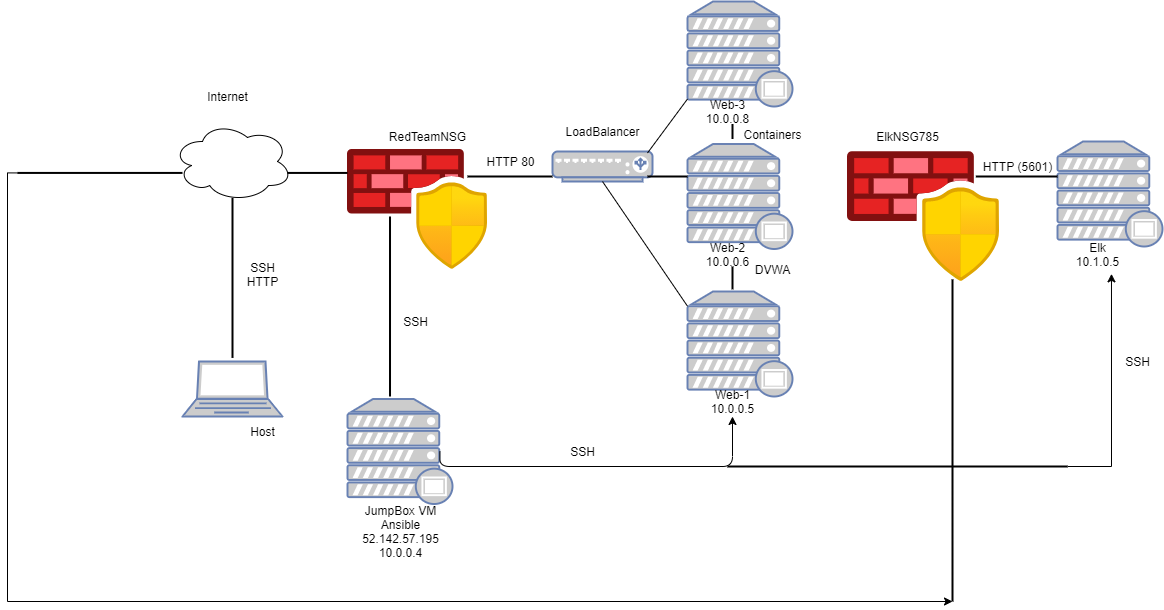 Internet
RedTeamNSG
HTTP 80
LoadBalancer
Web-3
10.0.0.8
Containers
Web-2
10.0.0.6
DVWA
Web-1
10.0.0.5
ElkNSG785
HTTP (5601)
Elk
10.1.0.5
SSH
HTTP
Host
SSH
JumpBox VM
Ansible
52.142.57.195
10.0.0.4
SSH
SSH